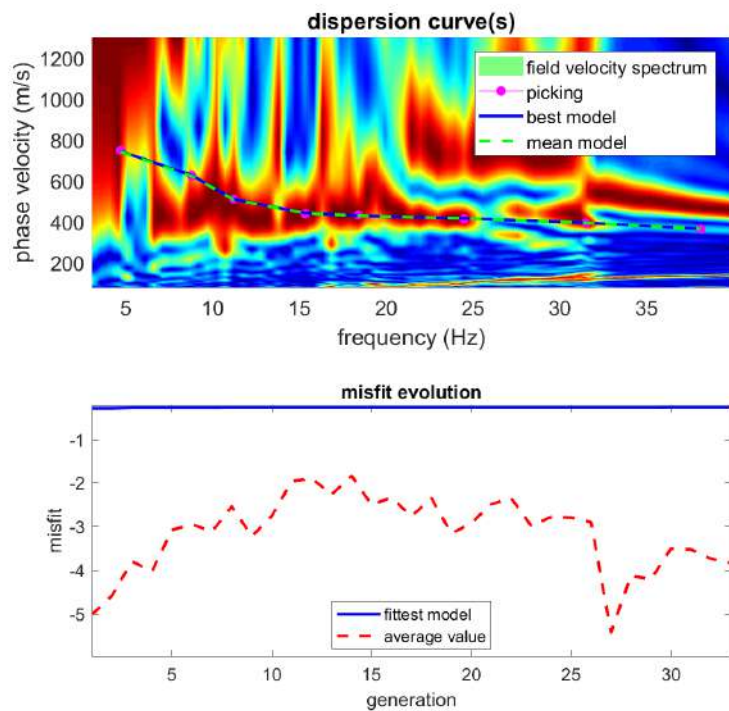 dispersion curve(s)
phase velocity (m/s)
1200
1000
800
600
400
200
field velocity spectrum
picking
best model
mean model
5 10 15 20 25 30 35
frequency (Hz)
misfit evolution
misfit
-1
-2
-3
-4
-5
fittest model
average value
5 10 15 20 25 30
generation